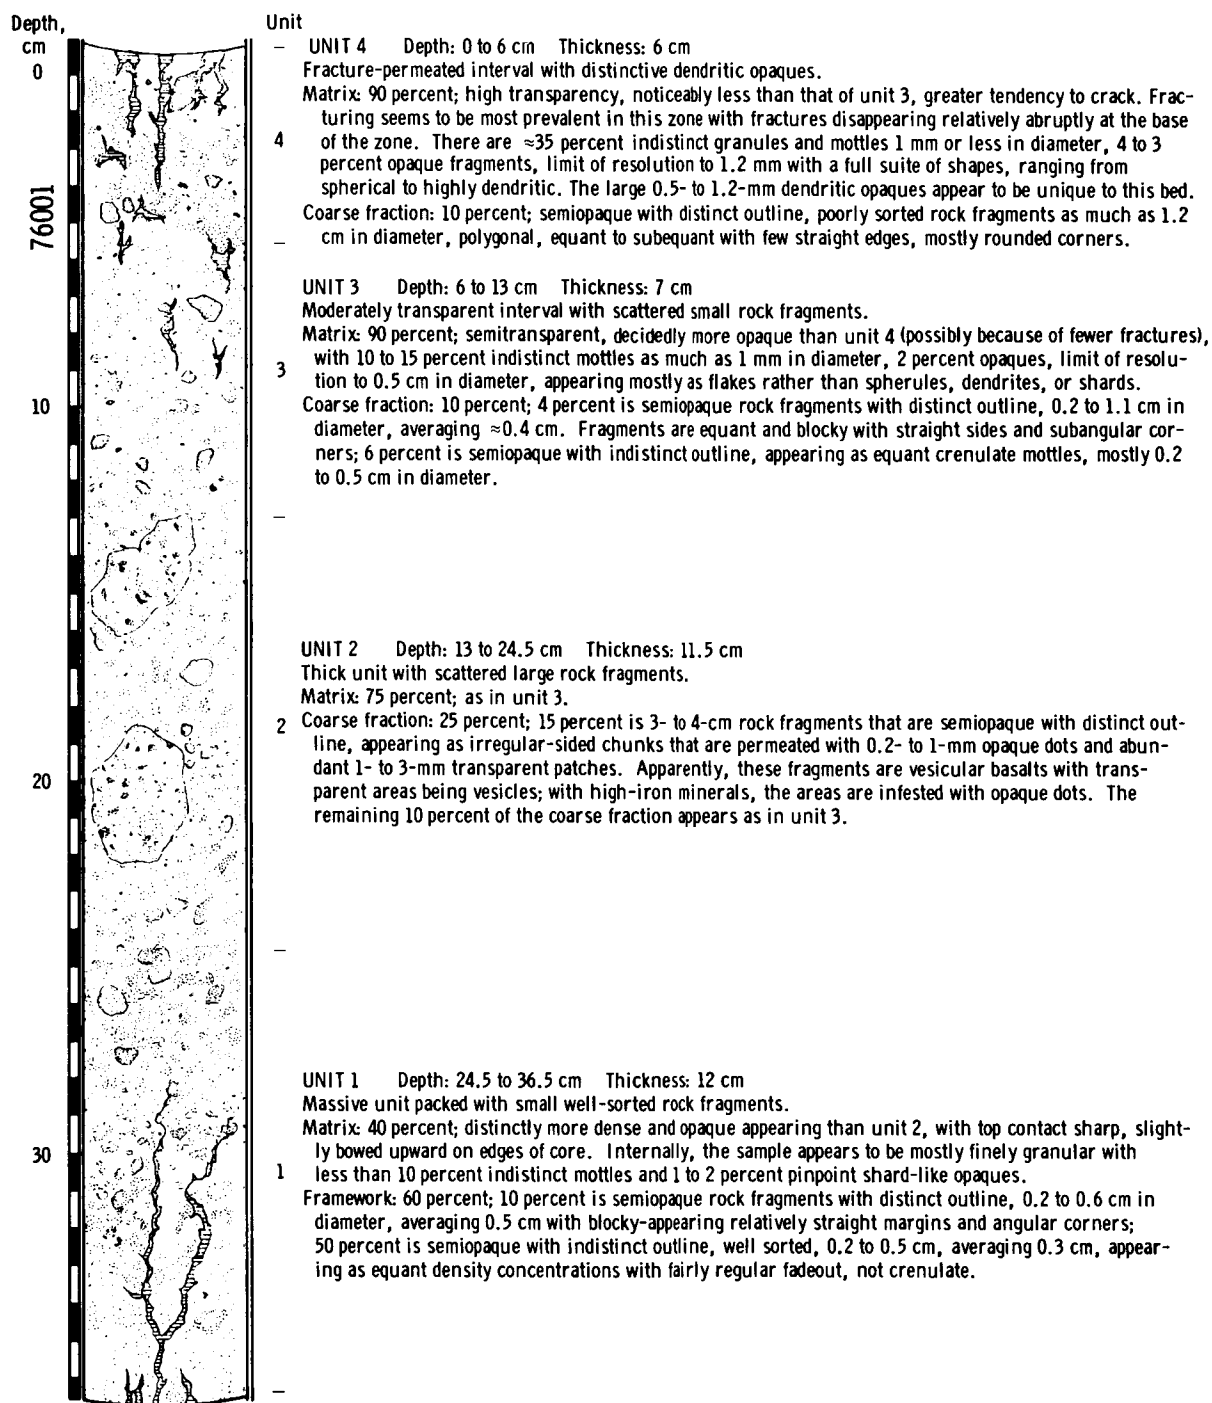 Depth,
cm
0
76001
10
20
30
Unit
4
3
2
1
UNIT 4 Depth: 0 to 6 cm Thickness: 6 cm
Fracture-permeated interval with distinctive dendritic opaques.
Matrix: 90 percent; high transparency, noticeably less than that of unit 3, greater tendency to crack. Frac-
turing seems to be most prevalent in this zone with fractures disappearing relatively abruptly at the base
of the zone. There are ≈35 percent indistinct granules and mottles 1 mm or less in diameter, 4 to 3
percent opaque fragments, limit of resolution to 1.2 mm with a full suite of shapes, ranging from
spherical to highly dendritic. The large 0.5- to 1.2-mm dendritic opaques appear to be unique to this bed.
Coarse fraction: 10 percent; semiopaque with distinct outline, poorly sorted rock fragments as much as 1.2
cm in diameter, polygonal, equant to subequant with few straight edges, mostly rounded corners.
UNIT 3 Depth: 6 to 13 cm Thickness: 7 cm
Moderately transparent interval with scattered small rock fragments.
Matrix: 90 percent; semitransparent, decidedly more opaque than unit 4 (possibly because of fewer fractures),
with 10 to 15 percent indistinct mottles as much as 1 mm in diameter, 2 percent opaques, limit of resolu-
tion to 0.5 cm in diameter, appearing mostly as flakes rather than spherules, dendrites, or shards.
Coarse fraction: 10 percent; 4 percent is semiopaque rock fragments with distinct outline, 0.2 to 1.1 cm in
diameter, averaging ≈0.4 cm. Fragments are equant and blocky with straight sides and subangular cor-
ners; 6 percent is semiopaque with indistinct outline, appearing as equant crenulate mottles, mostly 0.2
to 0.5 cm in diameter.
UNIT 2 Depth: 13 to 24.5 cm Thickness: 11.5 cm
Thick unit with scattered large rock fragments.
Matrix: 75 percent; as in unit 3.
Coarse fraction: 25 percent; 15 percent is 3- to 4-cm rock fragments that are semiopaque with distinct out-
line, appearing as irregular-sided chunks that are permeated with 0.2- to 1-mm opaque dots and abun-
dant 1- to 3-mm transparent patches. Apparently, these fragments are vesicular basalts with trans-
parent areas being vesicles; with high-iron minerals, the areas are infested with opaque dots. The
remaining 10 percent of the coarse fraction appears as in unit 3.
UNIT 1 Depth: 24.5 to 36.5 cm Thickness: 12 cm
Massive unit packed with small well-sorted rock fragments.
Matrix: 40 percent; distinctly more dense and opaque appearing than unit 2, with top contact sharp, slight-
ly bowed upward on edges of core. Internally, the sample appears to be mostly finely granular with
less than 10 percent indistinct mottles and 1 to 2 percent pinpoint shard-like opaques.
Framework: 60 percent; 10 percent is semiopaque rock fragments with distinct outline, 0.2 to 0.6 cm in
diameter, averaging 0.5 cm with blocky-appearing relatively straight margins and angular corners;
50 percent is semiopaque with indistinct outline, well sorted, 0.2 to 0.5 cm, averaging 0.3 cm, appear-
ing as equant density concentrations with fairly regular fadeout, not crenulate.